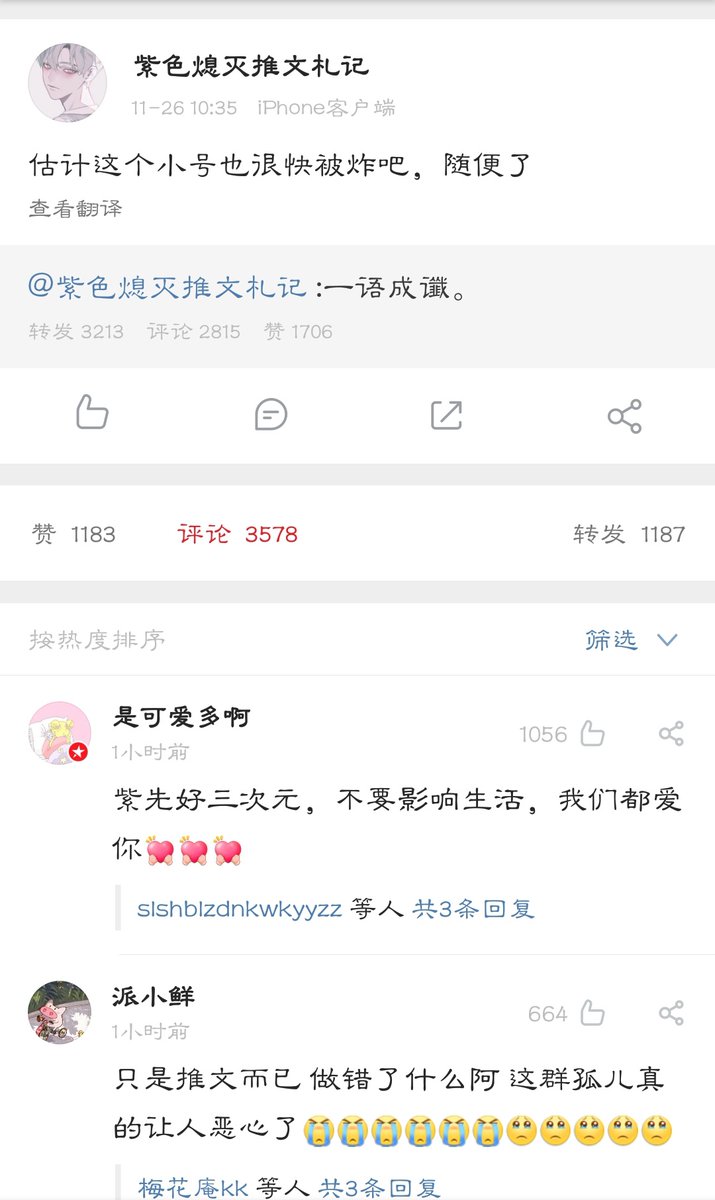 紫色熄灭推文札记
11-26 10:35 iPhone客户端
估计这个小号也很快被炸吧，随便了
查看翻译
@紫色熄灭推文札记 :一语成谶。
转发 3213 评论 2815 赞 1706
赞 1183 评论 3578 转发 1187
按热度排序 筛选
是可爱多啊
1056
1小时前
紫先好三次元，不要影响生活，我们都爱
你💘💘💘
slshblzdnkwkyyzz 等人 共3条回复
派小鲜
664
1小时前
只是推文而已 做错了什么阿 这群孤儿真
的让人恶心了😭😭😭😭😭😭🥺🥺🥺🥺🥺
梅花庵kk 等人 共3条回复